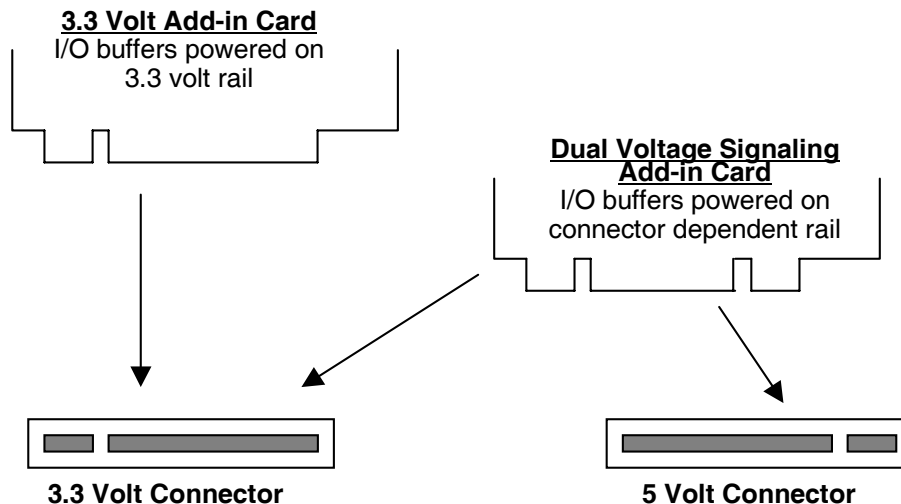 3.3 Volt Add-in Card
I/O buffers powered on
3.3 volt rail
Dual Voltage Signaling
Add-in Card
I/O buffers powered on
connector dependent rail
3.3 Volt Connector
5 Volt Connector